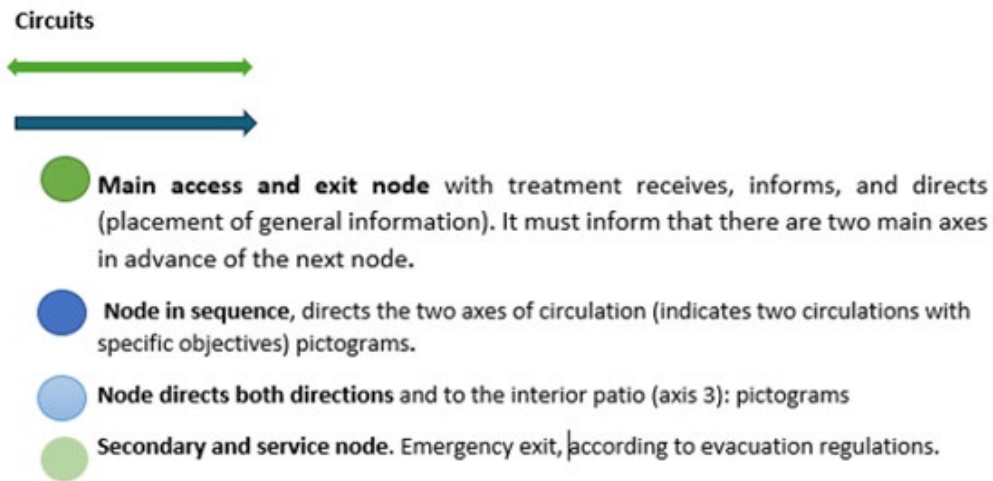 Circuits
Main access and exit node with treatment receives, informs, and directs
(placement of general information). It must inform that there are two main axes
in advance of the next node.
Node in sequence, directs the two axes of circulation (indicates two circulations with
specific objectives) pictograms.
Node directs both directions and to the interior patio (axis 3): pictograms
Secondary and service node. Emergency exit, according to evacuation regulations.